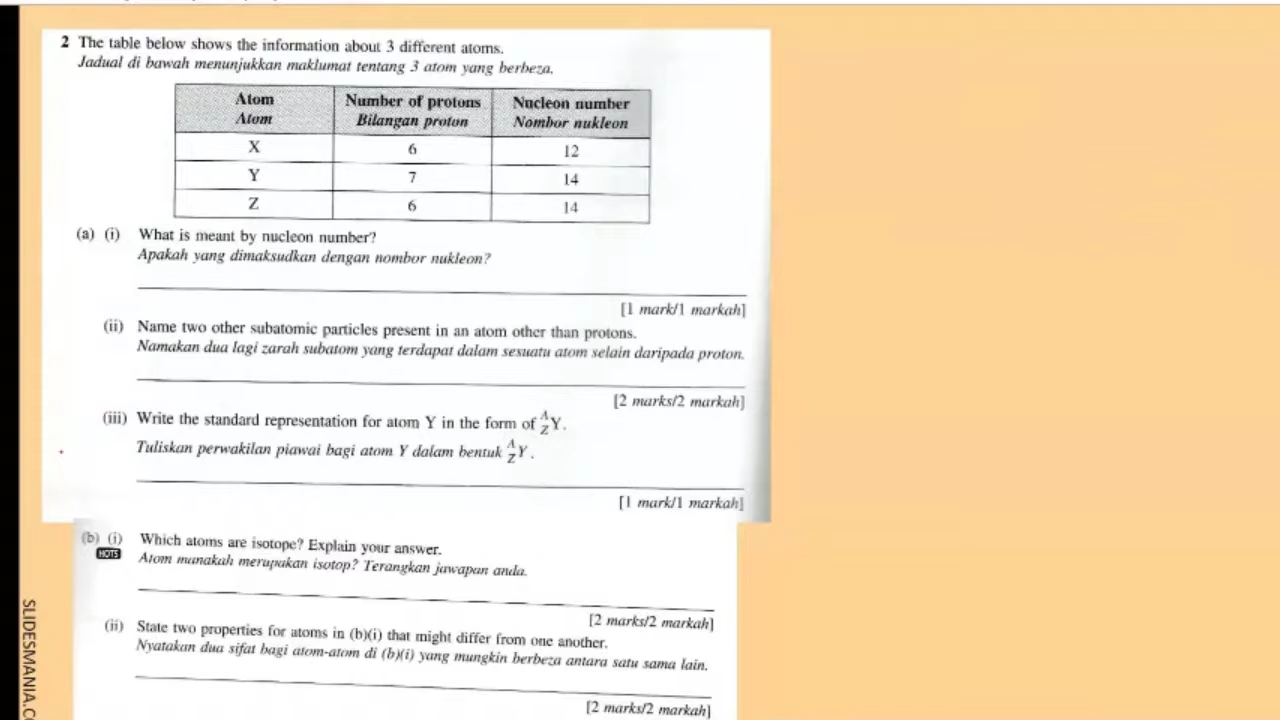 2 The table below shows the information about 3 different atoms.
Jadual di bawah menunjukkan maklumat tentang 3 atom yang berbeza.
Atom Number of protons Nucleon number
Atom Bilangan proton Nombor nukleon
X 6 12
Y 7 14
Z 6 14
(a) (i) What is meant by nucleon number?
Apakah yang dimaksudkan dengan nombor nukleon?
[1 mark/1 markah]
(ii) Name two other subatomic particles present in an atom other than protons.
Namakan dua lagi zarah subatom yang terdapat dalam sesuatu atom selain daripada proton.
[2 marks/2 markah]
(iii) Write the standard representation for atom Y in the form of ᴬ_ZY.
Tuliskan perwakilan piawai bagi atom Y dalam bentuk ᴬ_ZY.
[1 mark/1 markah]
(b) (i) Which atoms are isotope? Explain your answer.
HOTS Atom manakah merupakan isotop? Terangkan jawapan anda.
[2 marks/2 markah]
(ii) State two properties for atoms in (b)(i) that might differ from one another.
Nyatakan dua sifat bagi atom-atom di (b)(i) yang mungkin berbeza antara satu sama lain.
[2 marks/2 markah]
SLIDESMANIA.C